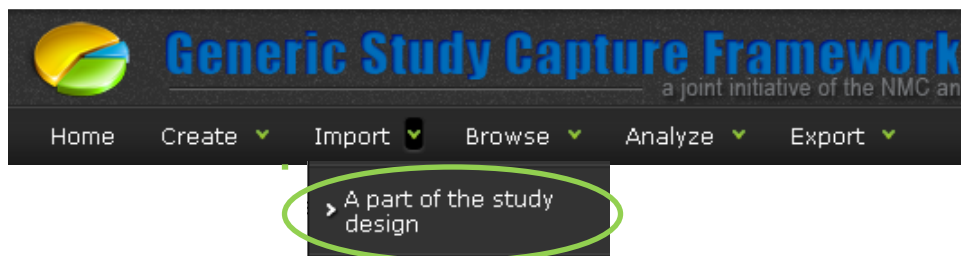 Generic Study Capture Framework
a joint initiative of the NMC an
Home Create Import Browse Analyze Export
A part of the study
design